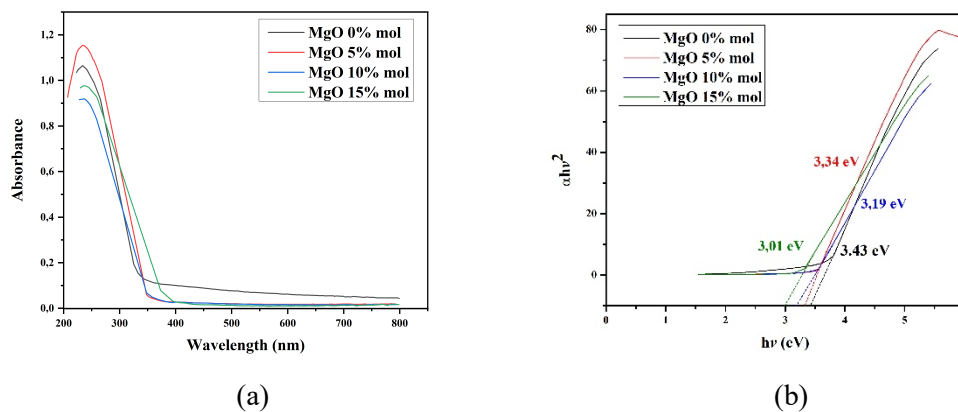 (a)
MgO 0% mol
MgO 5% mol
MgO 10% mol
MgO 15% mol
Absorbance
1,2
1,0
0,8
0,6
0,4
0,2
0,0
200 300 400 500 600 700 800
Wavelength (nm)
(a)
(b)
MgO 0% mol
MgO 5% mol
MgO 10% mol
MgO 15% mol
αhν²
80
60
40
20
0
3,34 eV
3,19 eV
3,01 eV
3.43 eV
0 1 2 3 4 5
hν (eV)
(b)